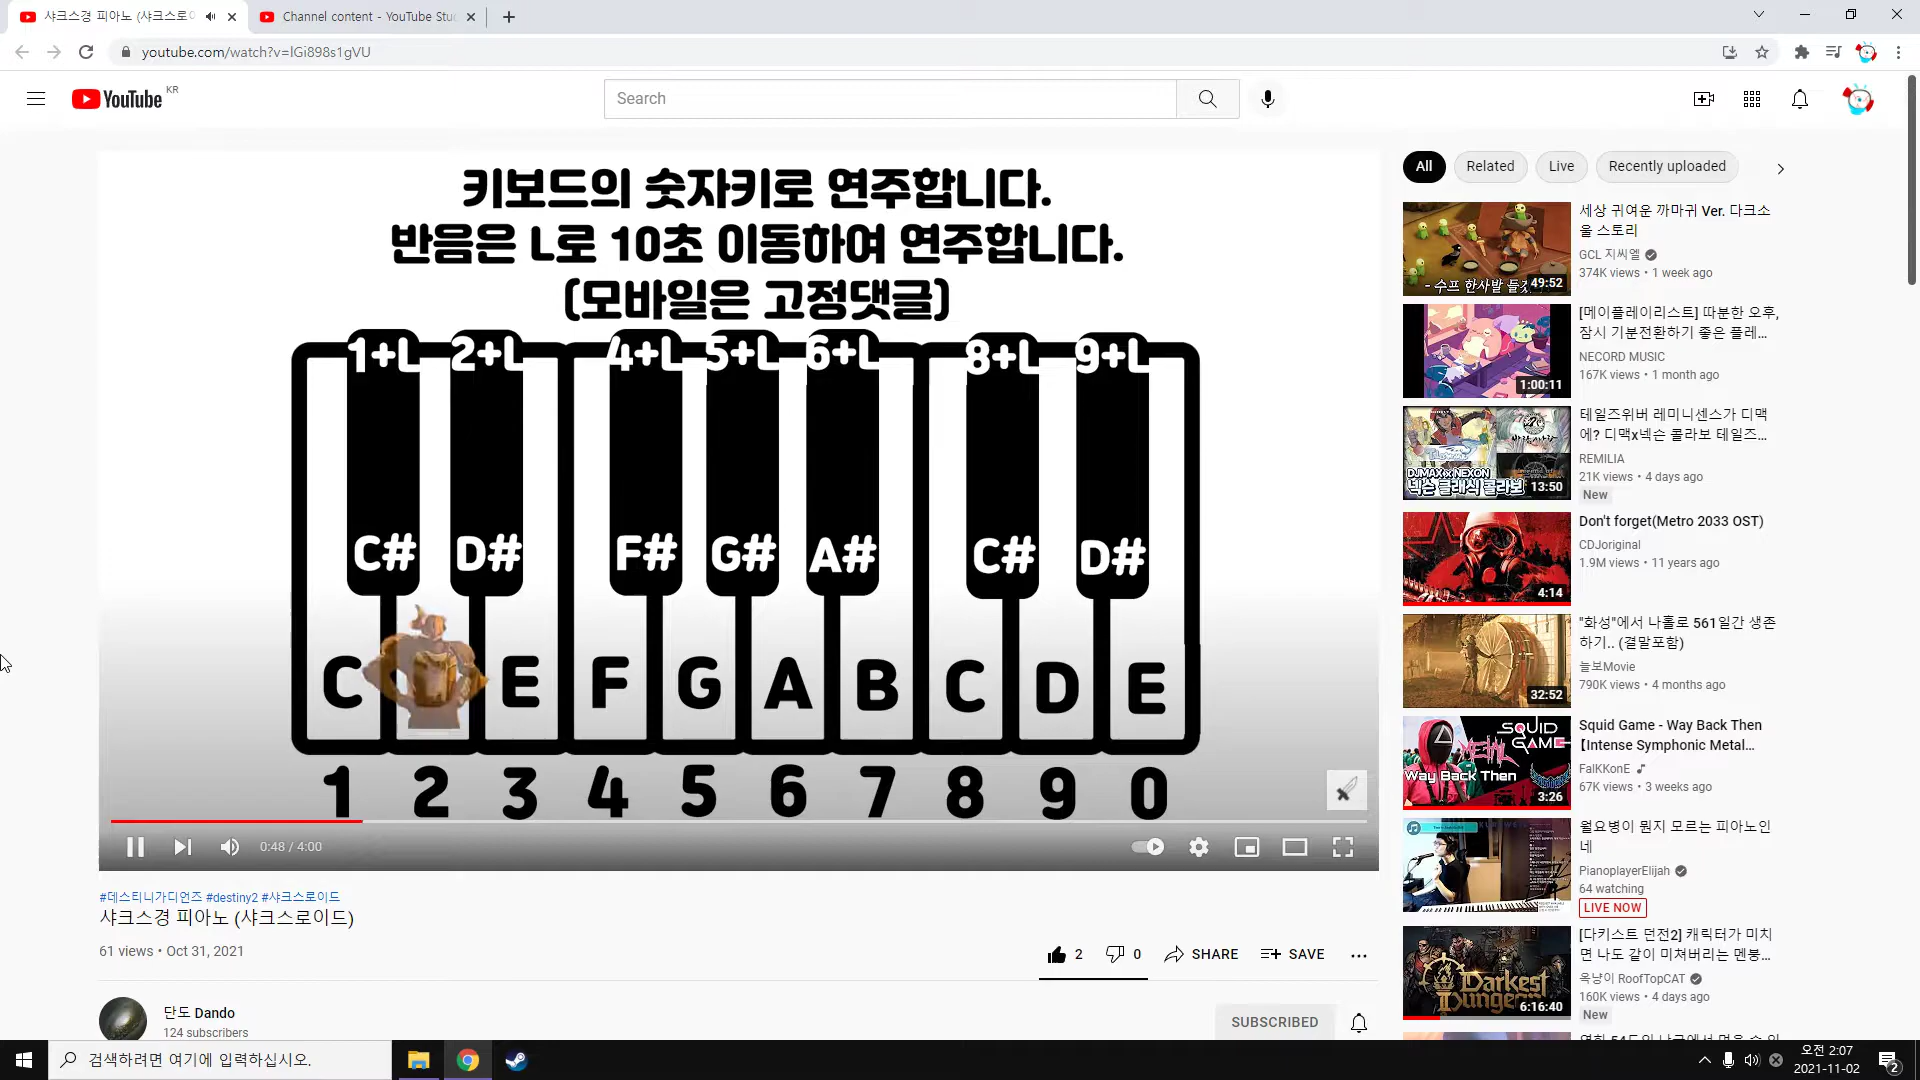 샤크스경 피아노 (샤크스로이
Channel content - YouTube Stu
youtube.com/watch?v=lGi898s1gVU
YouTube KR
Search
키보드의 숫자키로 연주합니다.
반음은 L로 10초 이동하여 연주합니다.
(모바일은 고정댓글)
1+L 2+L 4+L 5+L 6+L 8+L 9+L
C# D# F# G# A# C# D#
C E F G A B C D E
1 2 3 4 5 6 7 8 9 0
0:48 / 4:00
#데스티니가디언즈 #destiny2 #샤크스로이드
샤크스경 피아노 (샤크스로이드)
61 views • Oct 31, 2021
2 0 SHARE SAVE
단도 Dando
124 subscribers
SUBSCRIBED
All Related Live Recently uploaded
세상 귀여운 까마귀 Ver. 다크소
울 스토리
GCL 지씨엘
374K views • 1 week ago
49:52
[메이플레이리스트] 따분한 오후,
잠시 기분전환하기 좋은 플레...
NECORD MUSIC
167K views • 1 month ago
1:00:11
테일즈위버 레미니센스가 디맥
에? 디맥x넥슨 콜라보 테일즈...
REMILIA
21K views • 4 days ago
New
DJMAX x NEXON
넥슨 클래식 콜라보
13:50
Don't forget(Metro 2033 OST)
CDJoriginal
1.9M views • 11 years ago
4:14
"화성"에서 나홀로 561일간 생존
하기.. (결말포함)
늘보Movie
790K views • 4 months ago
32:52
Squid Game - Way Back Then
【Intense Symphonic Metal...
FalKKonE
67K views • 3 weeks ago
SQUID
GAME
METAL
Way Back Then
3:26
월요병이 뭔지 모르는 피아노인
네
PianoplayerElijah
64 watching
LIVE NOW
[다키스트 던전2] 캐릭터가 미치
면 나도 같이 미쳐버리는 멘붕...
옥냥이 RoofTopCAT
160K views • 4 days ago
New
Darkest
Dungeon
6:16:40
검색하려면 여기에 입력하십시오.
오전 2:07
2021-11-02
2